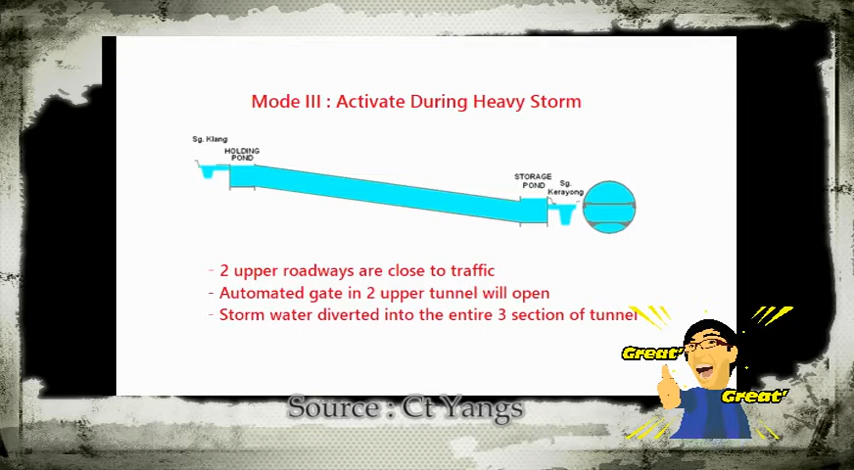 Mode III : Activate During Heavy Storm
Sg. Klang
HOLDING
POND
STORAGE
POND
Sg.
Kerayong
- 2 upper roadways are close to traffic
- Automated gate in 2 upper tunnel will open
- Storm water diverted into the entire 3 section of tunnel
Great'
Great'
Source : Ct Yangs